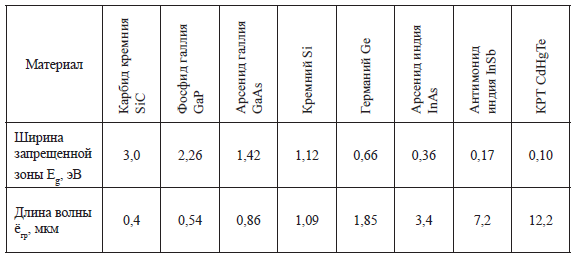 Материал
Карбид кремния
SiC
Фосфид галлия
GaP
Арсенид галлия
GaAs
Кремний Si
Германий Ge
Арсенид индия
InAs
Антимонид
индия InSb
КРТ CdHgTe
Ширина
запрещенной
зоны Eg, эВ
3,0
2,26
1,42
1,12
0,66
0,36
0,17
0,10
Длина волны
ёгр, мкм
0,4
0,54
0,86
1,09
1,85
3,4
7,2
12,2